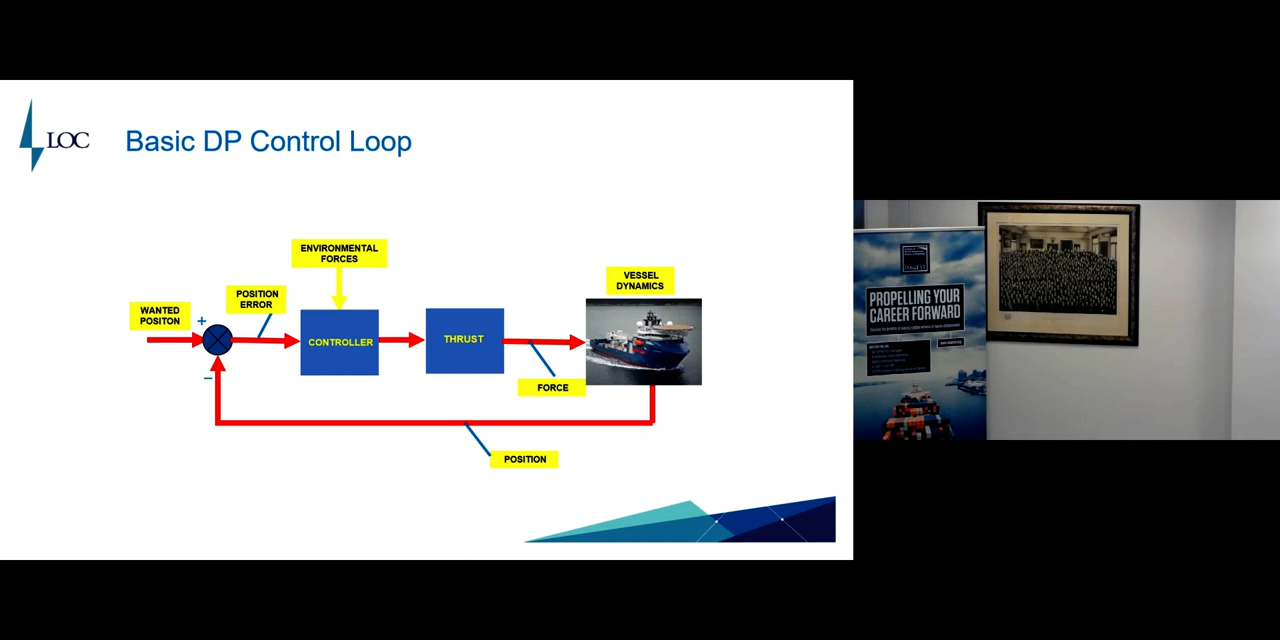 LOC
Basic DP Control Loop
ENVIRONMENTAL
FORCES
VESSEL
DYNAMICS
POSITION
ERROR
WANTED
POSITON
+
CONTROLLER
THRUST
−
FORCE
POSITION
PROPELLING YOUR
CAREER FORWARD